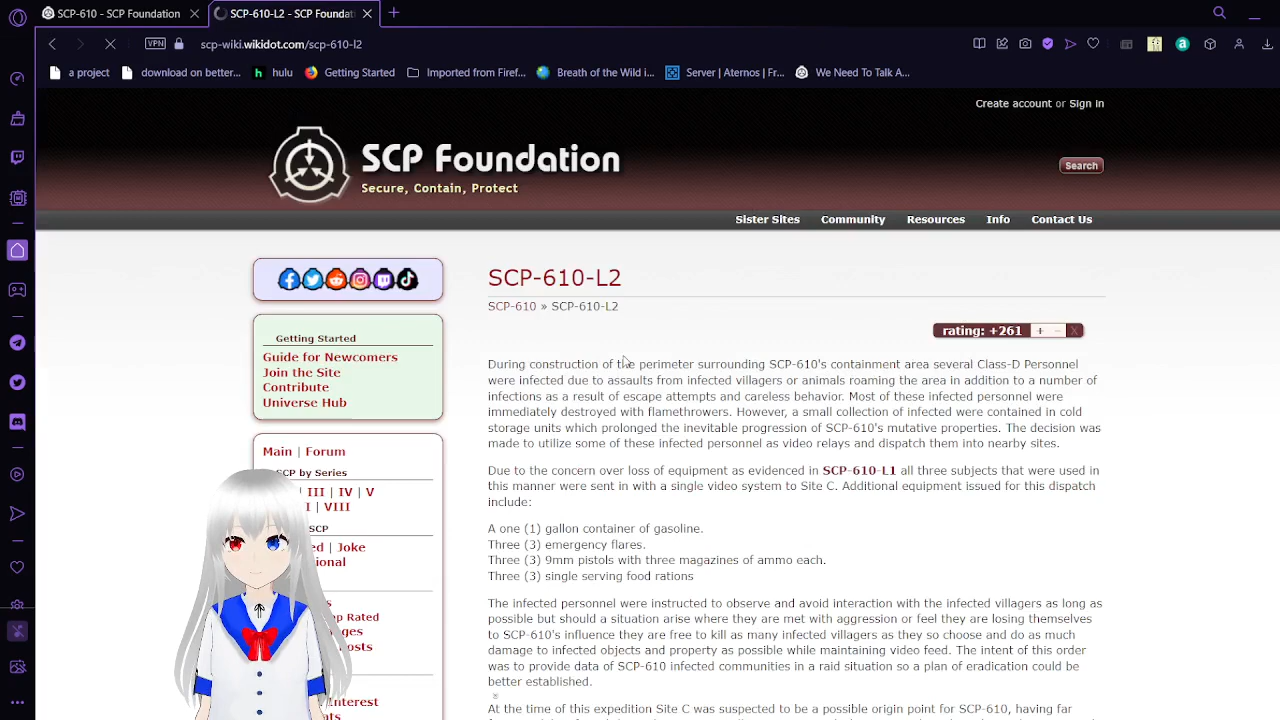 SCP-610 - SCP Foundation
SCP-610-L2 - SCP Foundat
VPN
scp-wiki.wikidot.com/scp-610-l2
a project
download on better...
hulu
Getting Started
Imported from Firef...
Breath of the Wild i...
Server | Aternos | Fr...
We Need To Talk A...
Create account or Sign in
SCP Foundation
Secure, Contain, Protect
Search
Sister Sites
Community
Resources
Info
Contact Us
SCP-610-L2
SCP-610 » SCP-610-L2
rating: +261
+
–
X
Getting Started
Guide for Newcomers
Join the Site
Contribute
Universe Hub
Main | Forum
SCP by Series
III | IV | V
| VIII
SCP
Joke
During construction of the perimeter surrounding SCP-610's containment area several Class-D Personnel
were infected due to assaults from infected villagers or animals roaming the area in addition to a number of
infections as a result of escape attempts and careless behavior. Most of these infected personnel were
immediately destroyed with flamethrowers. However, a small collection of infected were contained in cold
storage units which prolonged the inevitable progression of SCP-610's mutative properties. The decision was
made to utilize some of these infected personnel as video relays and dispatch them into nearby sites.
Due to the concern over loss of equipment as evidenced in SCP-610-L1 all three subjects that were used in
this manner were sent in with a single video system to Site C. Additional equipment issued for this dispatch
include:
A one (1) gallon container of gasoline.
Three (3) emergency flares.
Three (3) 9mm pistols with three magazines of ammo each.
Three (3) single serving food rations
The infected personnel were instructed to observe and avoid interaction with the infected villagers as long as
possible but should a situation arise where they are met with aggression or feel they are losing themselves
to SCP-610's influence they are free to kill as many infected villagers as they so choose and do as much
damage to infected objects and property as possible while maintaining video feed. The intent of this order
was to provide data of SCP-610 infected communities in a raid situation so a plan of eradication could be
better established.
At the time of this expedition Site C was suspected to be a possible origin point for SCP-610, having far